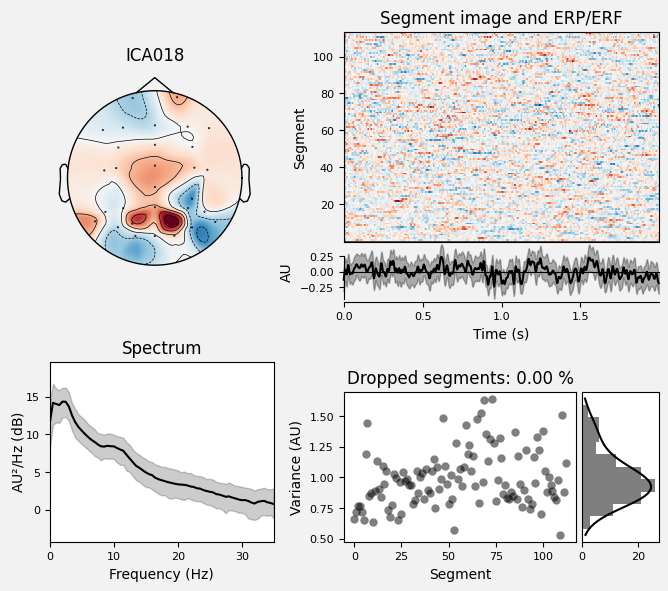 ICA018
Segment image and ERP/ERF
Segment
100
80
60
40
20
AU
0.25
0.00
−0.25
0.0
0.5
1.0
1.5
Time (s)
Spectrum
AU²/Hz (dB)
15
10
5
0
0
10
20
30
Frequency (Hz)
Dropped segments: 0.00 %
Variance (AU)
1.50
1.25
1.00
0.75
0.50
0
25
50
75
100
Segment
0
20